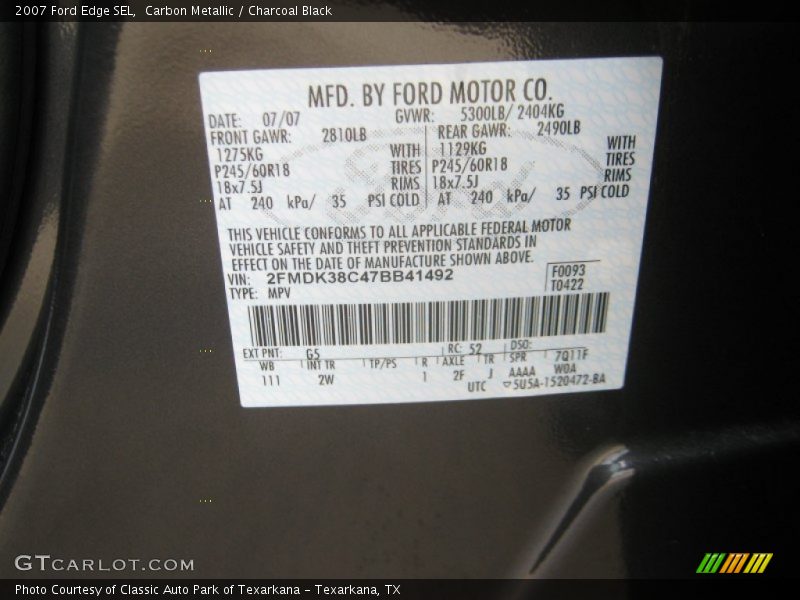 2007 Ford Edge SEL, Carbon Metallic / Charcoal Black
MFD. BY FORD MOTOR CO.
DATE: 07/07 GVWR: 5300LB/ 2404KG
FRONT GAWR: 2810LB REAR GAWR: 2490LB
1275KG WITH 1129KG WITH
P245/60R18 TIRES P245/60R18 TIRES
18x7.5J RIMS 18x7.5J RIMS
AT 240 kPa/ 35 PSI COLD AT 240 kPa/ 35 PSI COLD
THIS VEHICLE CONFORMS TO ALL APPLICABLE FEDERAL MOTOR
VEHICLE SAFETY AND THEFT PREVENTION STANDARDS IN
EFFECT ON THE DATE OF MANUFACTURE SHOWN ABOVE.
VIN: 2FMDK38C47BB41492 F0093
TYPE: MPV T0422
EXT PNT: G5 RC: 52 DSO:
WB INT TR TP/PS R AXLE TR SPR 7Q11F
111 2W 1 2F J AAAA W0A
UTC 5U5A-1520472-BA
GTCARLOT.COM
Photo Courtesy of Classic Auto Park of Texarkana - Texarkana, TX